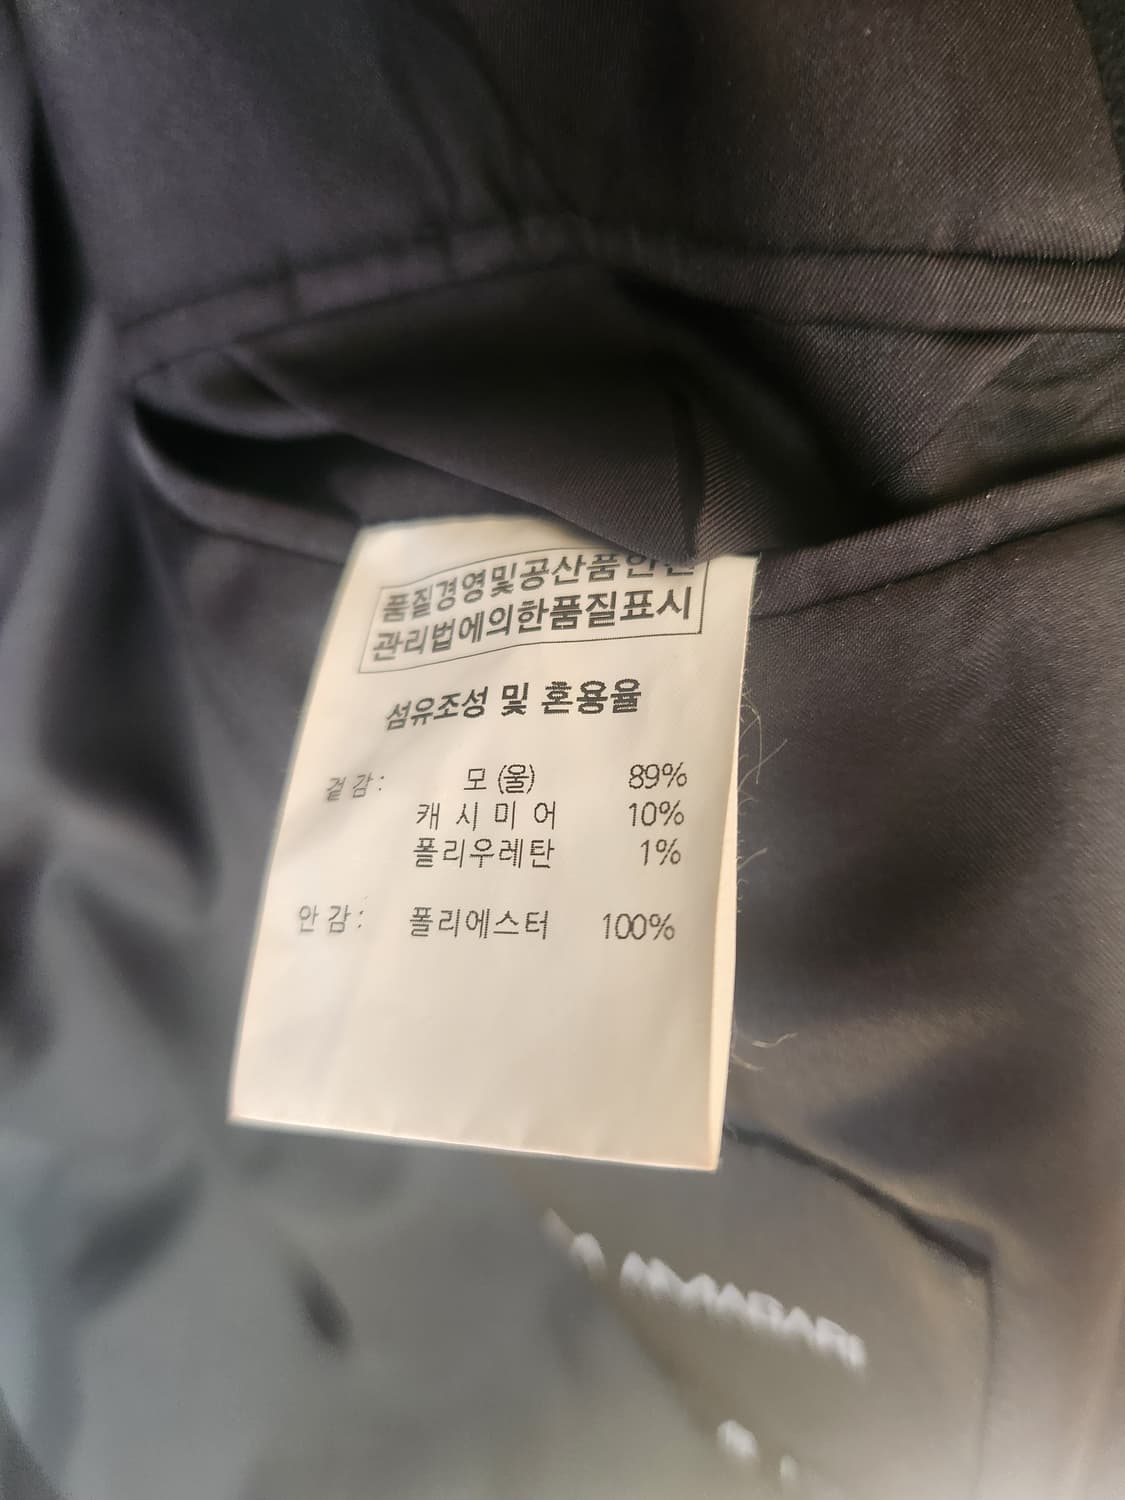 품질경영및공산품안전
관리법에의한품질표시
섬유조성 및 혼용율
겉감: 모 (울) 89%
캐시미어 10%
폴리우레탄 1%
안감: 폴리에스터 100%